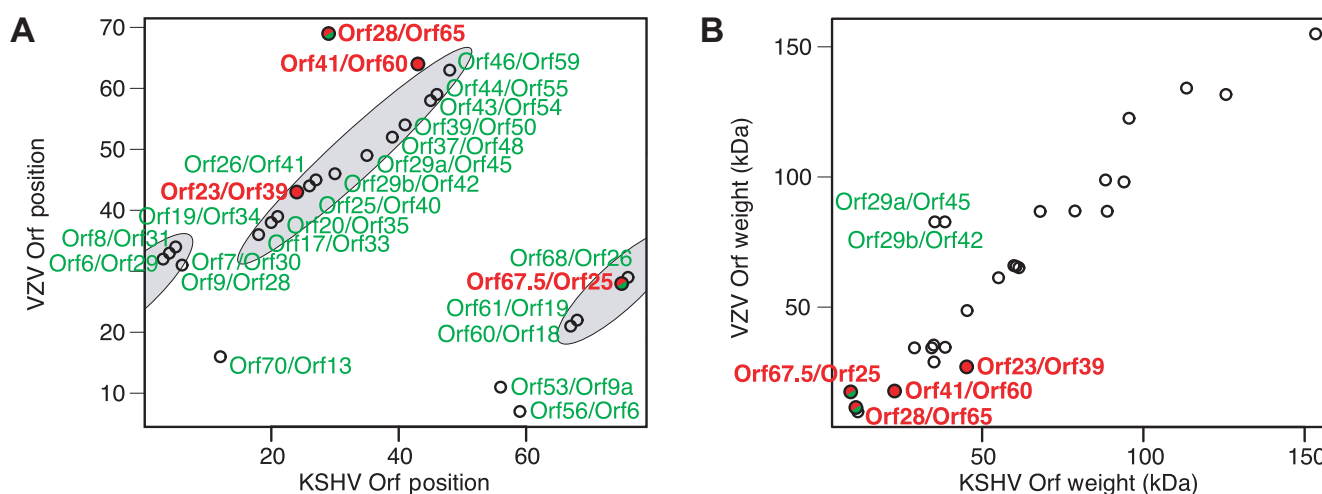 A
VZV Orf position
70
60
50
40
30
20
10
Orf28/Orf65
Orf41/Orf60
Orf46/Orf59
Orf44/Orf55
Orf43/Orf54
Orf39/Orf50
Orf37/Orf48
Orf26/Orf41
Orf29a/Orf45
Orf23/Orf39
Orf29b/Orf42
Orf25/Orf40
Orf19/Orf34
Orf20/Orf35
Orf8/Orf31
Orf17/Orf33
Orf6/Orf29
Orf7/Orf30
Orf9/Orf28
Orf68/Orf26
Orf67.5/Orf25
Orf61/Orf19
Orf60/Orf18
Orf70/Orf13
Orf53/Orf9a
Orf56/Orf6
20
40
60
KSHV Orf position
B
VZV Orf weight (kDa)
150
100
50
Orf29a/Orf45
Orf29b/Orf42
Orf67.5/Orf25
Orf23/Orf39
Orf41/Orf60
Orf28/Orf65
50
100
150
KSHV Orf weight (kDa)